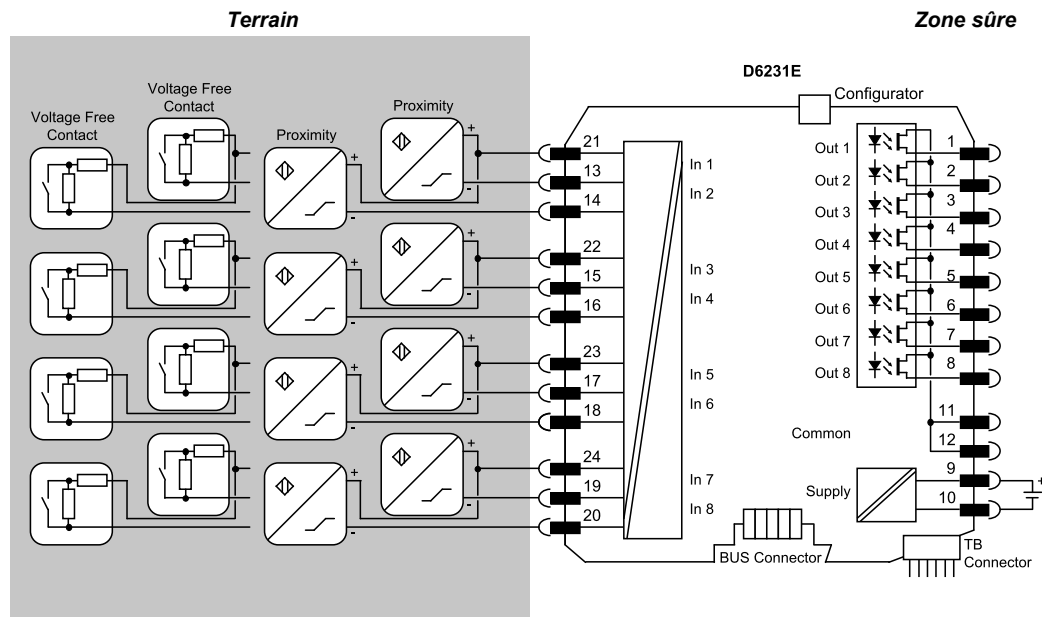 Terrain
Zone sûre
D6231E
Configurator
Voltage Free
Contact
Voltage Free
Contact
Proximity
Proximity
+
-
+
-
+
-
+
-
+
-
+
-
+
-
+
-
21
13
14
22
15
16
23
17
18
24
19
20
In 1
In 2
In 3
In 4
In 5
In 6
In 7
In 8
Out 1
Out 2
Out 3
Out 4
Out 5
Out 6
Out 7
Out 8
1
2
3
4
5
6
7
8
11
Common
12
9
Supply
10
+
BUS Connector
TB
Connector